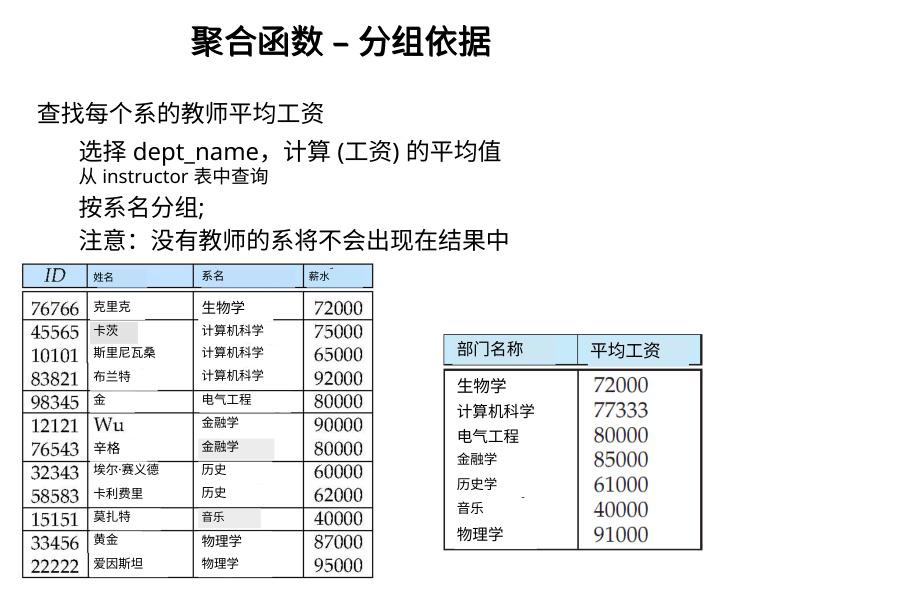 聚合函数 – 分组依据
查找每个系的教师平均工资
选择 dept_name，计算 (工资) 的平均值
从 instructor 表中查询
按系名分组;
注意：没有教师的系将不会出现在结果中
ID 姓名 系名 薪水
76766 克里克 生物学 72000
45565 卡茨 计算机科学 75000
10101 斯里尼瓦桑 计算机科学 65000
83821 布兰特 计算机科学 92000
98345 金 电气工程 80000
12121 Wu 金融学 90000
76543 辛格 金融学 80000
32343 埃尔·赛义德 历史 60000
58583 卡利费里 历史 62000
15151 莫扎特 音乐 40000
33456 黄金 物理学 87000
22222 爱因斯坦 物理学 95000
部门名称 平均工资
生物学 72000
计算机科学 77333
电气工程 80000
金融学 85000
历史学 61000
音乐 40000
物理学 91000